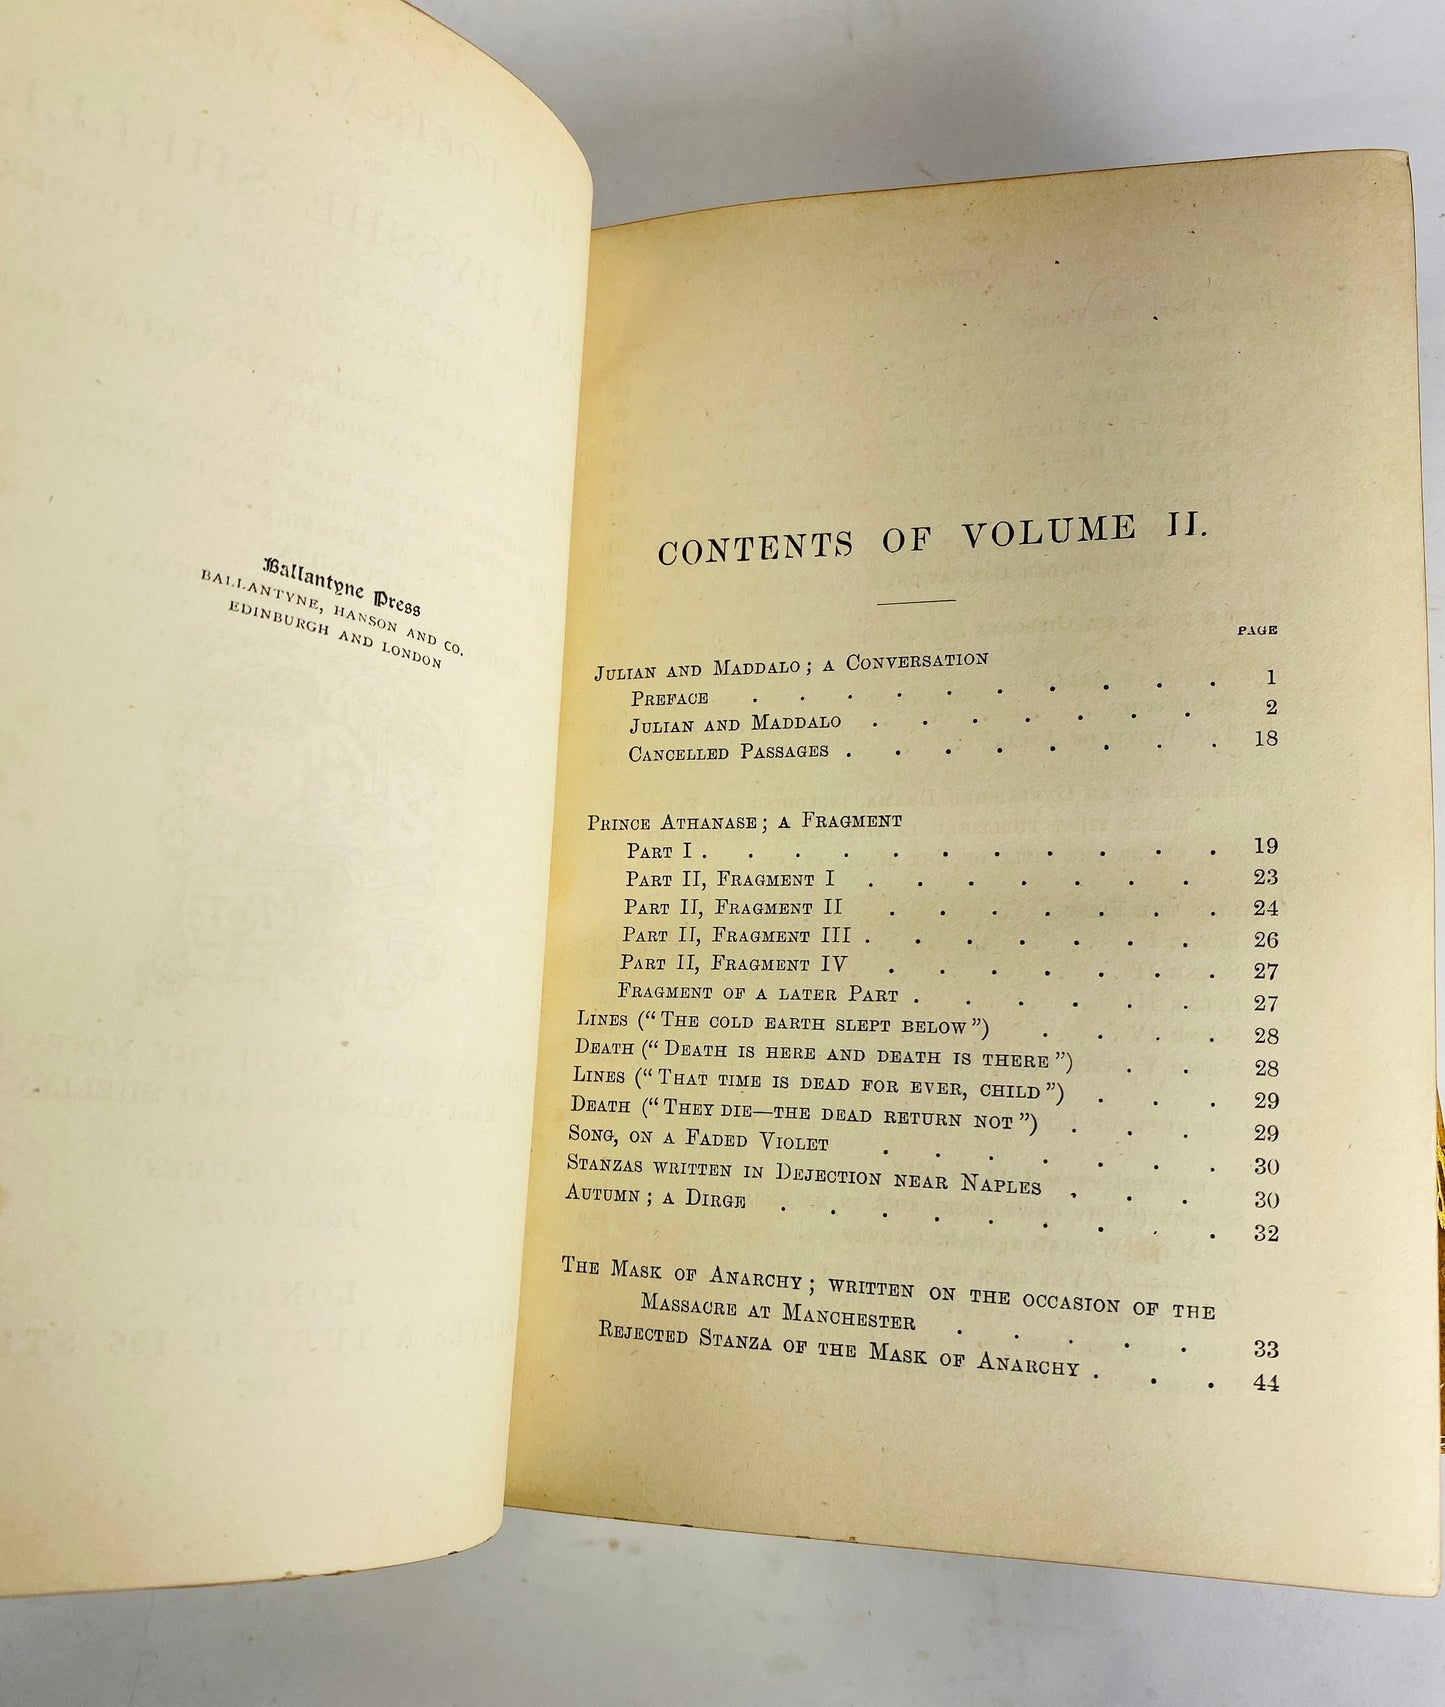 Ballantyne Press
BALLANTYNE, HANSON AND CO.
EDINBURGH AND LONDON
CONTENTS OF VOLUME II.
PAGE
JULIAN AND MADDALO; A CONVERSATION
PREFACE . . . . . . . . . . 1
JULIAN AND MADDALO . . . . . . . 2
CANCELLED PASSAGES . . . . . . . . 18
PRINCE ATHANASE; A FRAGMENT
PART I . . . . . . . . . . . 19
PART II, FRAGMENT I . . . . . . . 23
PART II, FRAGMENT II . . . . . . . 24
PART II, FRAGMENT III . . . . . . . 26
PART II, FRAGMENT IV . . . . . . . 27
FRAGMENT OF A LATER PART . . . . . . 27
LINES (“THE COLD EARTH SLEPT BELOW”) . . . . 28
DEATH (“DEATH IS HERE AND DEATH IS THERE”) . . 28
LINES (“THAT TIME IS DEAD FOR EVER, CHILD”) . . . 29
DEATH (“THEY DIE—THE DEAD RETURN NOT”) . . . 29
SONG, ON A FADED VIOLET . . . . . . . 30
STANZAS WRITTEN IN DEJECTION NEAR NAPLES . . . 30
AUTUMN; A DIRGE . . . . . . . . . 32
THE MASK OF ANARCHY; WRITTEN ON THE OCCASION OF THE
MASSACRE AT MANCHESTER . . . . . 33
REJECTED STANZA OF THE MASK OF ANARCHY . . . 44